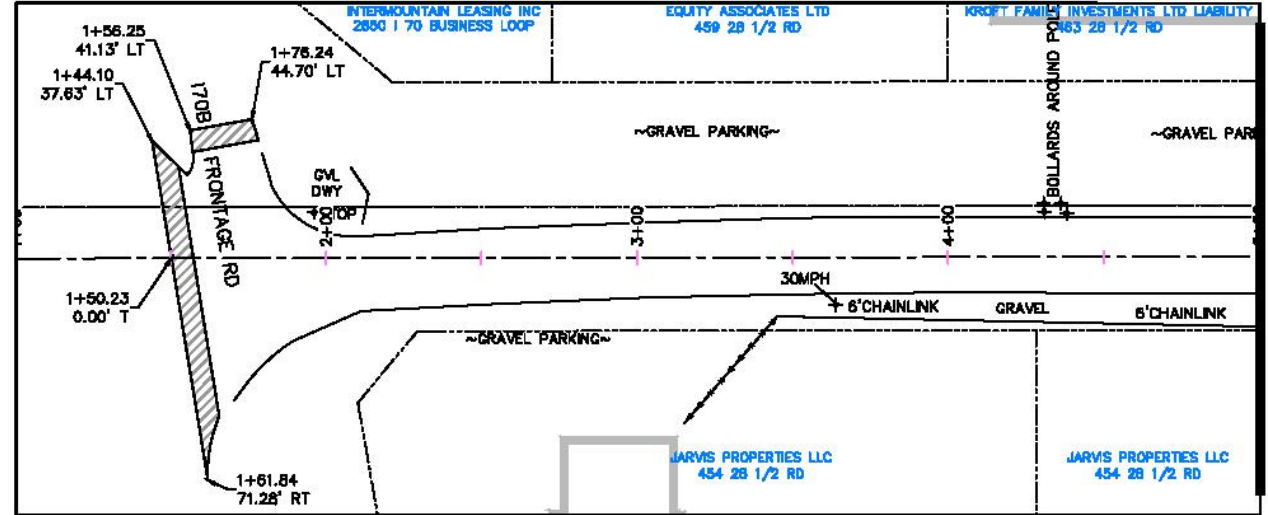 INTERMOUNTAIN LEASING INC
2650 I 70 BUSINESS LOOP
EQUITY ASSOCIATES LTD
459 28 1/2 RD
KROFT FAMILY INVESTMENTS LTD LIABILITY
463 28 1/2 RD
1+56.25
41.13' LT
1+44.10
37.63' LT
1+76.24
44.70' LT
I70B
FRONTAGE RD
~GRAVEL PARKING~
BOLLARDS AROUND POLE
~GRAVEL PAR
GVL
DWY
2+00
3+00
4+00
1+50.23
0.00' T
30MPH
6'CHAINLINK
GRAVEL
6'CHAINLINK
~GRAVEL PARKING~
JARVIS PROPERTIES LLC
454 28 1/2 RD
JARVIS PROPERTIES LLC
454 28 1/2 RD
1+61.84
71.28' RT